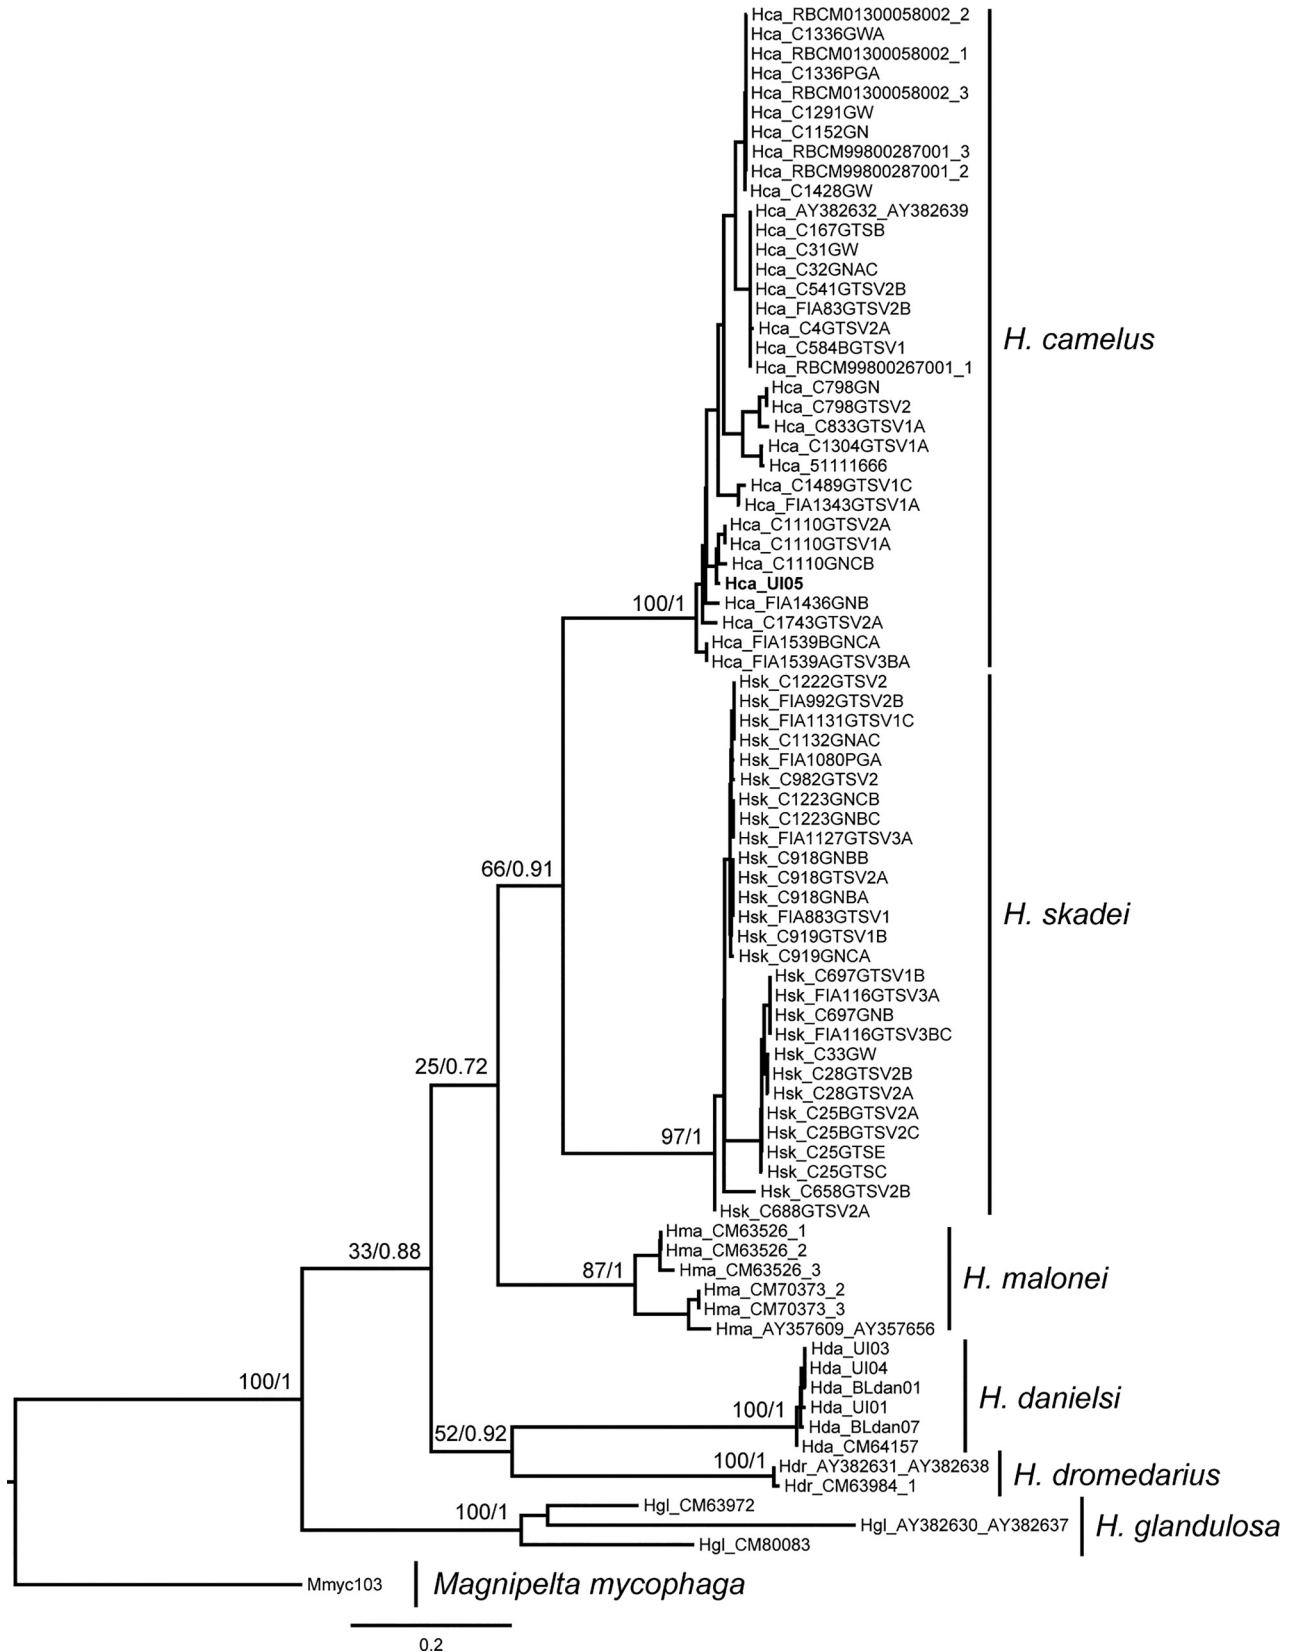 Hca_RBCM01300058002_2
Hca_C1336GWA
Hca_RBCM01300058002_1
Hca_C1336PGA
Hca_RBCM01300058002_3
Hca_C1291GW
Hca_C1152GN
Hca_RBCM99800287001_3
Hca_RBCM99800287001_2
Hca_C1428GW
Hca_AY382632_AY382639
Hca_C167GTSB
Hca_C31GW
Hca_C32GNAC
Hca_C541GTSV2B
Hca_FIA83GTSV2B
Hca_C4GTSV2A
Hca_C584BGTSV1
Hca_RBCM99800267001_1
H. camelus
Hca_C798GN
Hca_C798GTSV2
Hca_C833GTSV1A
Hca_C1304GTSV1A
Hca_51111666
Hca_C1489GTSV1C
Hca_FIA1343GTSV1A
Hca_C1110GTSV2A
Hca_C1110GTSV1A
Hca_C1110GNCB
Hca_UI05
100/1
Hca_FIA1436GNB
Hca_C1743GTSV2A
Hca_FIA1539BGNCA
Hca_FIA1539AGTSV3BA
Hsk_C1222GTSV2
Hsk_FIA992GTSV2B
Hsk_FIA1131GTSV1C
Hsk_C1132GNAC
Hsk_FIA1080PGA
Hsk_C982GTSV2
Hsk_C1223GNCB
Hsk_C1223GNBC
Hsk_FIA1127GTSV3A
Hsk_C918GNBB
66/0.91
Hsk_C918GTSV2A
Hsk_C918GNBA
Hsk_FIA883GTSV1
H. skadei
Hsk_C919GTSV1B
Hsk_C919GNCA
Hsk_C697GTSV1B
Hsk_FIA116GTSV3A
Hsk_C697GNB
Hsk_FIA116GTSV3BC
Hsk_C33GW
25/0.72
Hsk_C28GTSV2B
Hsk_C28GTSV2A
Hsk_C25BGTSV2A
Hsk_C25BGTSV2C
97/1
Hsk_C25GTSE
Hsk_C25GTSC
Hsk_C658GTSV2B
Hsk_C688GTSV2A
Hma_CM63526_1
33/0.88
Hma_CM63526_2
87/1
Hma_CM63526_3
H. malonei
Hma_CM70373_2
Hma_CM70373_3
Hma_AY357609_AY357656
Hda_UI03
Hda_UI04
100/1
Hda_BLdan01
H. danielsi
100/1
Hda_UI01
52/0.92
Hda_BLdan07
Hda_CM64157
100/1
Hdr_AY382631_AY382638
H. dromedarius
Hdr_CM63984_1
100/1
Hgl_CM63972
Hgl_AY382630_AY382637
H. glandulosa
Hgl_CM80083
Mmyc103
Magnipelta mycophaga
0.2